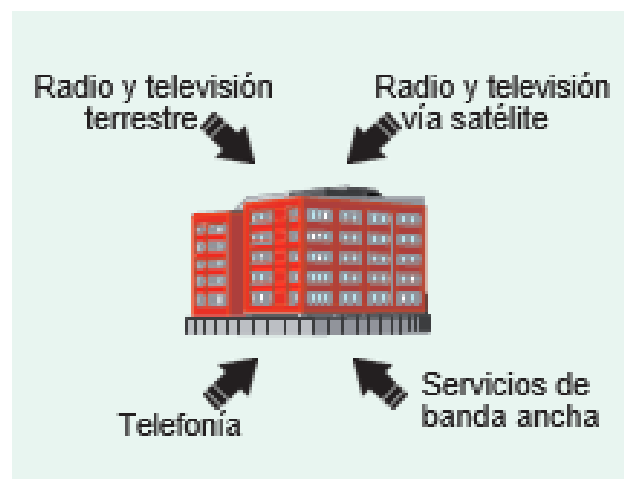 Radio y televisión
terrestre
Radio y televisión
vía satélite
Telefonía
Servicios de
banda ancha